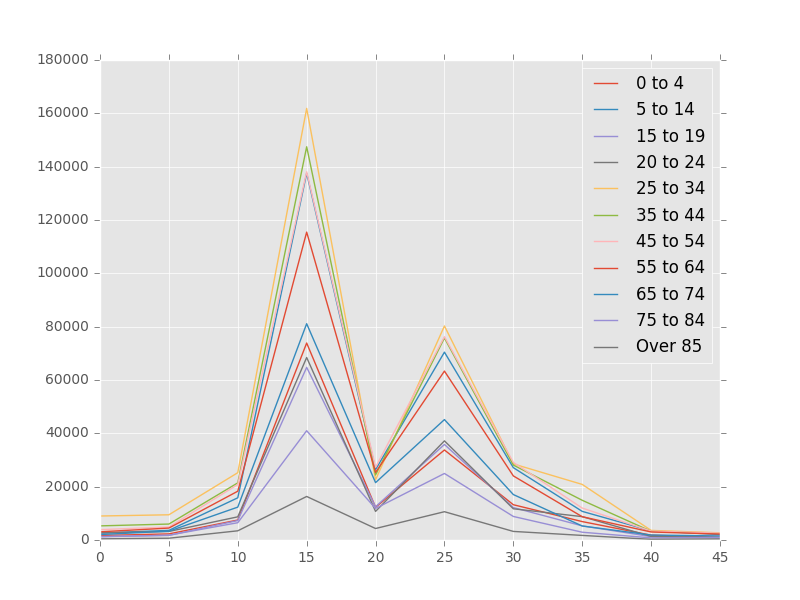 180000
160000
140000
120000
100000
80000
60000
40000
20000
0
0 5 10 15 20 25 30 35 40 45
0 to 4
5 to 14
15 to 19
20 to 24
25 to 34
35 to 44
45 to 54
55 to 64
65 to 74
75 to 84
Over 85